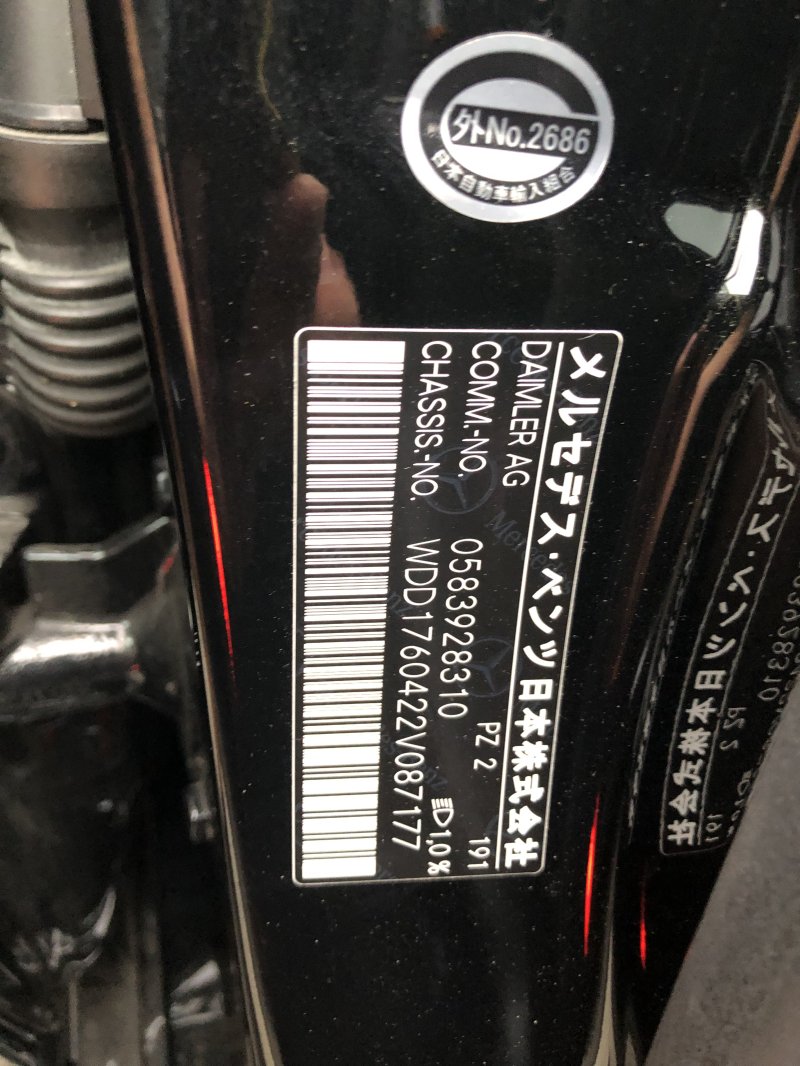 外No.2686
日本自動車輸入組合
メルセデス・ベンツ日本株式会社
DAIMLER AG PZ 2 191
COMM.-NO. 0583928310 1,0%
CHASSIS.-NO. WDD1760422V087177